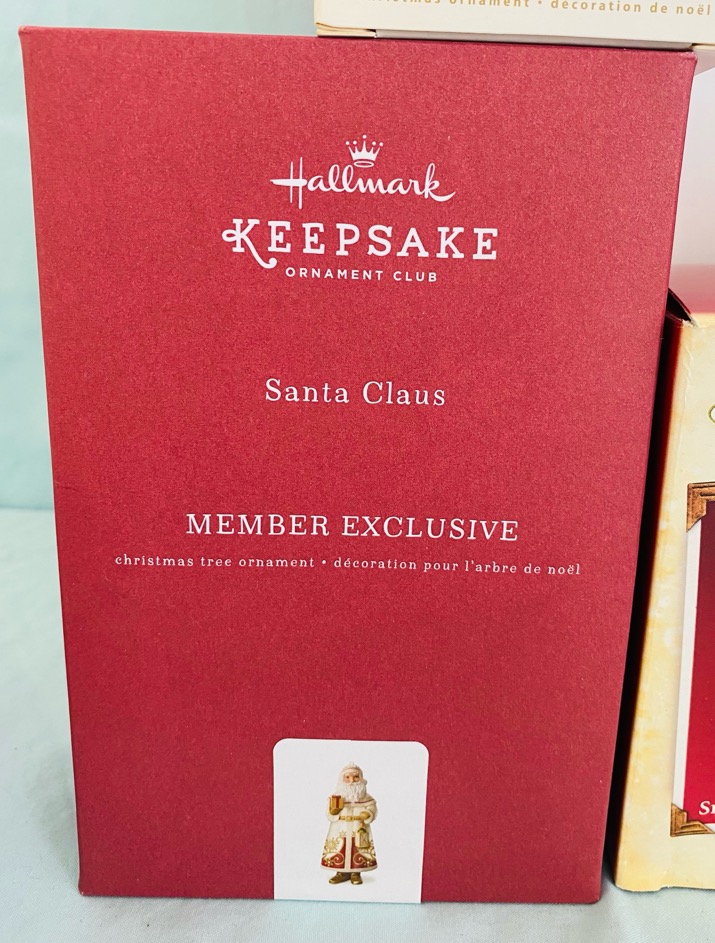 christmas ornament • décoration de noël
Hallmark
KEEPSAKE
ORNAMENT CLUB
Santa Claus
MEMBER EXCLUSIVE
christmas tree ornament • décoration pour l'arbre de noël